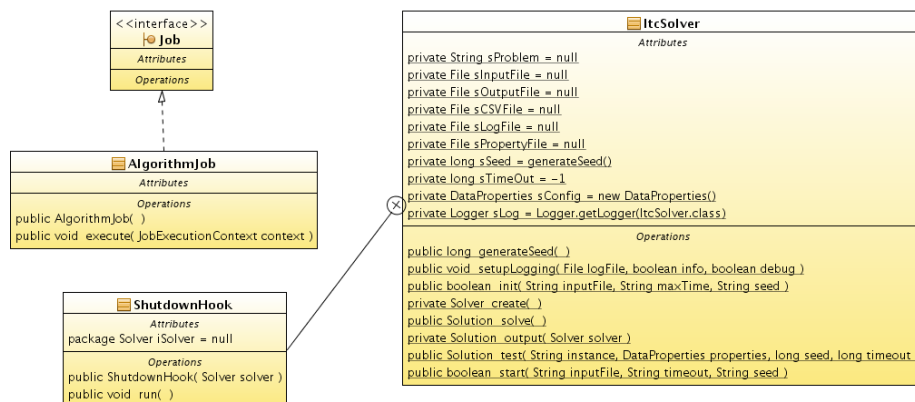 <<interface>>
Job
Attributes
Operations
AlgorithmJob
Attributes
Operations
public AlgorithmJob( )
public void execute( JobExecutionContext context )
ShutdownHook
Attributes
package Solver iSolver = null
Operations
public ShutdownHook( Solver solver )
public void run( )
ItcSolver
Attributes
private String sProblem = null
private File sInputFile = null
private File sOutputFile = null
private File sCSVFile = null
private File sLogFile = null
private File sPropertyFile = null
private long sSeed = generateSeed()
private long sTimeOut = -1
private DataProperties sConfig = new DataProperties()
private Logger sLog = Logger.getLogger(ItcSolver.class)
Operations
public long generateSeed( )
public void setupLogging( File logFile, boolean info, boolean debug )
public boolean init( String inputFile, String maxTime, String seed )
private Solver create( )
public Solution solve( )
private Solution output( Solver solver )
public Solution test( String instance, DataProperties properties, long seed, long timeout
public boolean start( String inputFile, String timeout, String seed )